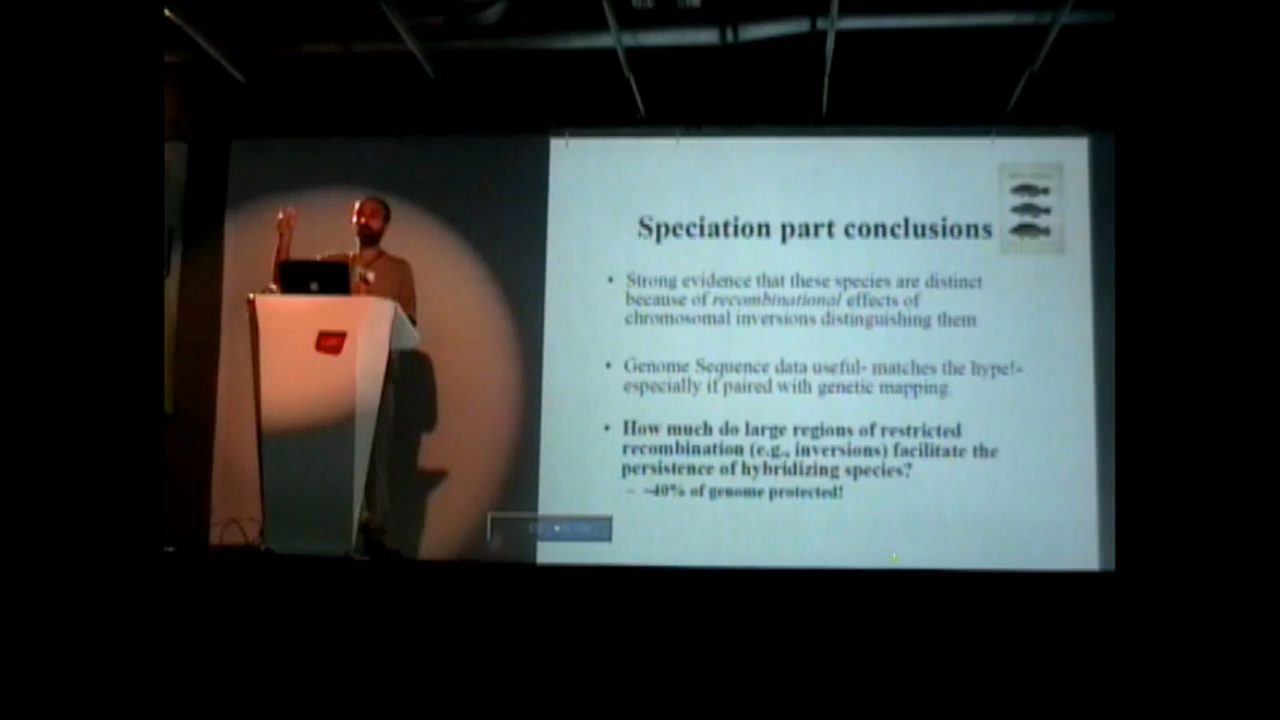 Speciation part conclusions
• Strong evidence that these species are distinct
because of recombinational effects of
chromosomal inversions distinguishing them
• Genome Sequence data useful- matches the hype!-
especially if paired with genetic mapping.
• How much do large regions of restricted
recombination (e.g., inversions) facilitate the
persistence of hybridizing species?
– ~40% of genome protected!